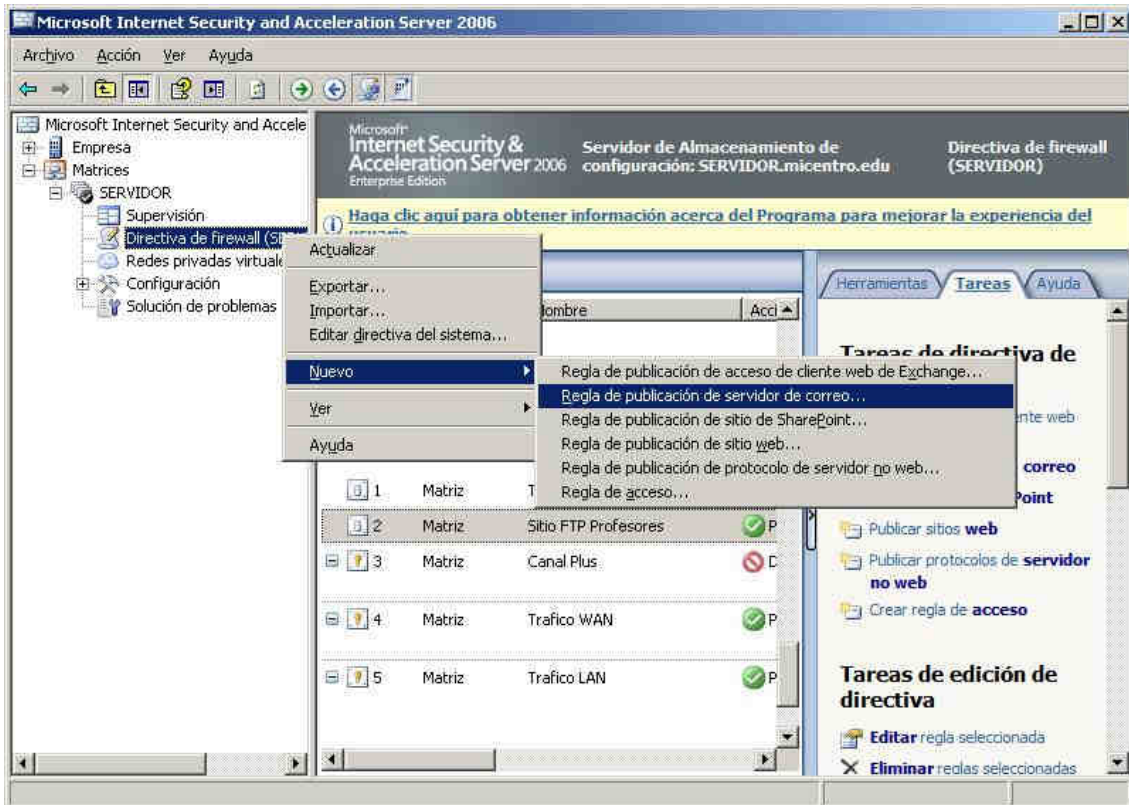 Microsoft Internet Security and Acceleration Server 2006
Archivo Acción Ver Ayuda
Microsoft Internet Security and Accele
Empresa
Matrices
SERVIDOR
Supervisión
Directiva de firewall (S
Redes privadas virtuale
Configuración
Solución de problemas
Microsoft
Internet Security &
Acceleration Server 2006
Enterprise Edition
Servidor de Almacenamiento de
configuración: SERVIDOR.micentro.edu
Directiva de firewall
(SERVIDOR)
Haga clic aquí para obtener información acerca del Programa para mejorar la experiencia del
usuario
Actualizar
Exportar...
Importar...
Editar directiva del sistema...
Nuevo
Ver
Ayuda
Regla de publicación de acceso de cliente web de Exchange...
Regla de publicación de servidor de correo...
Regla de publicación de sitio de SharePoint...
Regla de publicación de sitio web...
Regla de publicación de protocolo de servidor no web...
Regla de acceso...
ombre Acci
1 Matriz T
2 Matriz Sitio FTP Profesores P
3 Matriz Canal Plus D
4 Matriz Trafico WAN P
5 Matriz Trafico LAN P
Herramientas Tareas Ayuda
Tareas de directiva de
ente web
correo
Point
Publicar sitios web
Publicar protocolos de servidor
no web
Crear regla de acceso
Tareas de edición de
directiva
Editar regla seleccionada
Eliminar reglas seleccionadas